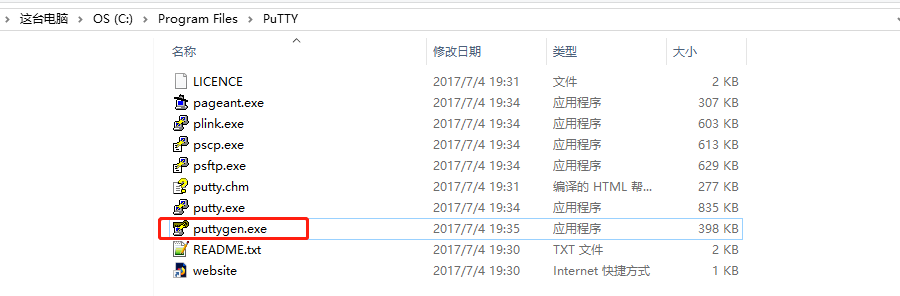 这台电脑 OS (C:) Program Files PuTTY
名称 修改日期 类型 大小
LICENCE 2017/7/4 19:31 文件 2 KB
pageant.exe 2017/7/4 19:34 应用程序 307 KB
plink.exe 2017/7/4 19:34 应用程序 603 KB
pscp.exe 2017/7/4 19:34 应用程序 613 KB
psftp.exe 2017/7/4 19:34 应用程序 629 KB
putty.chm 2017/7/4 19:31 编译的 HTML 帮... 277 KB
putty.exe 2017/7/4 19:34 应用程序 835 KB
puttygen.exe 2017/7/4 19:35 应用程序 398 KB
README.txt 2017/7/4 19:30 TXT 文件 2 KB
website 2017/7/4 19:30 Internet 快捷方式 1 KB